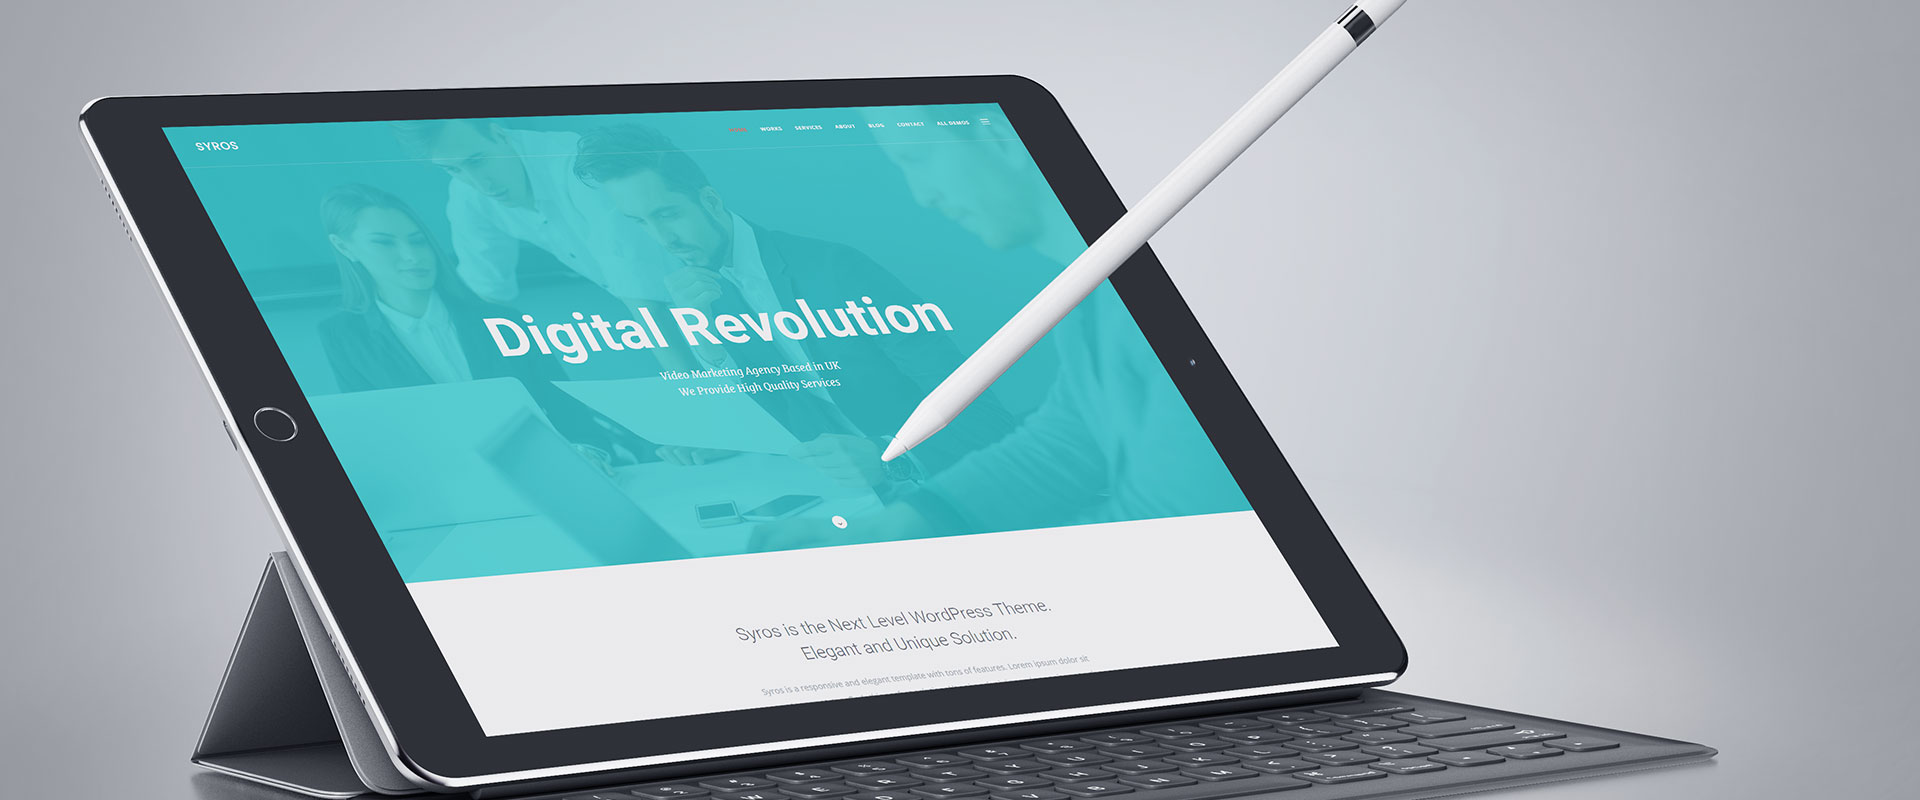 SYROS
HOME WORKS SERVICES ABOUT BLOG CONTACT ALL DEMOS
Digital Revolution
Video Marketing Agency Based in UK
We Provide High Quality Services
Syros is the Next Level WordPress Theme.
Elegant and Unique Solution.
Syros is a responsive and elegant template with tons of features. Lorem ipsum dolor sit